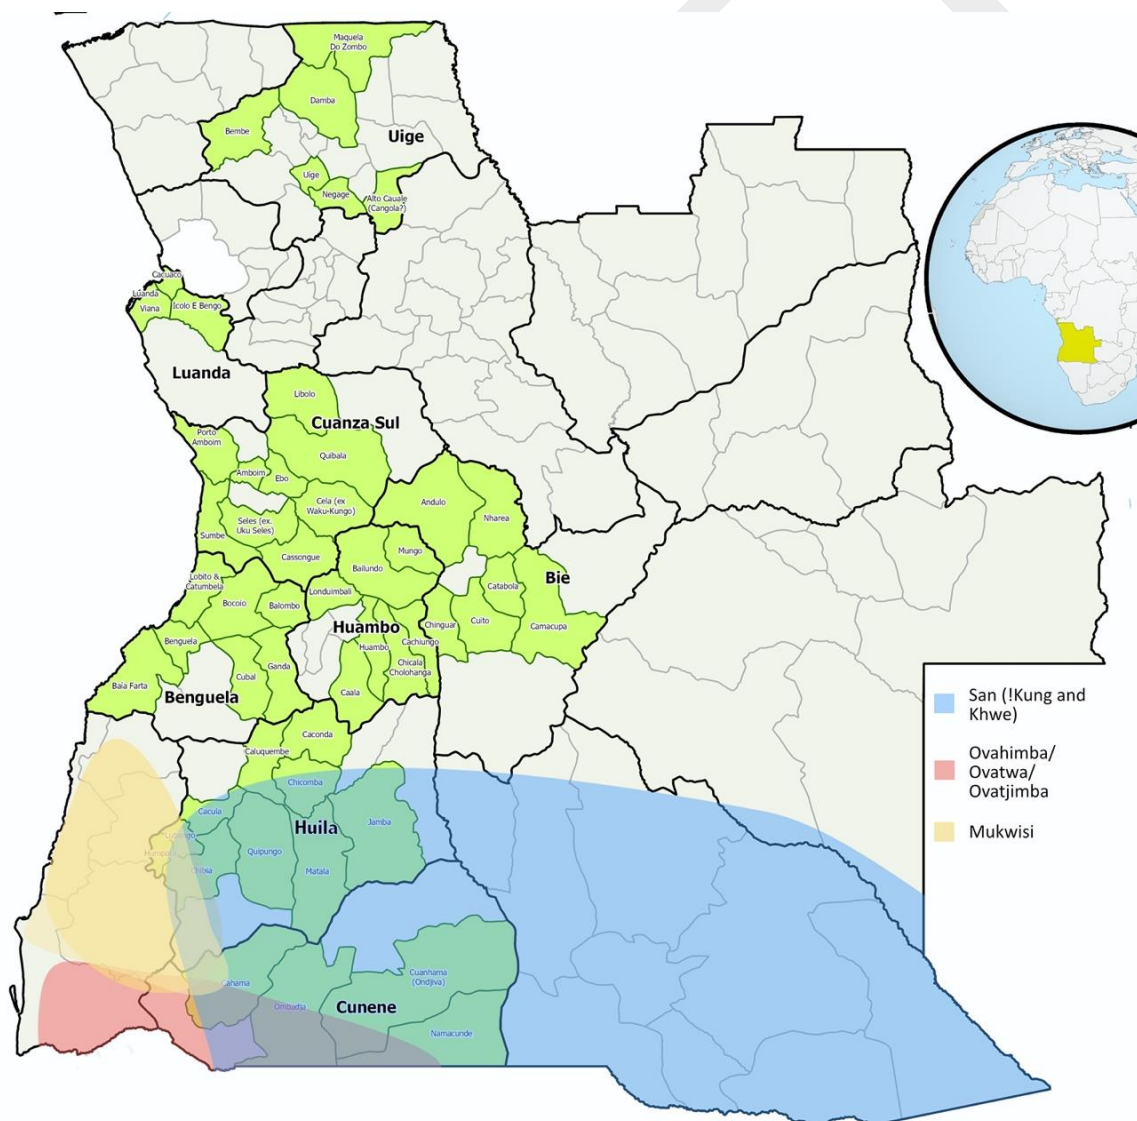 Maquela
Do Zombo
Damba
Bembe
Uige
Uige
Negage
Alto Cauale
(Cangola?)
Cacuaco
Luanda
Viana
Icolo E Bengo
Luanda
Libolo
Cuanza Sul
Porto
Amboim
Quibala
Amboim
Ebo
Cela (ex
Waku-Kungo)
Andulo
Nharea
Seles (ex.
Uku Seles)
Sumbe
Cassongue
Mungo
Bailundo
Lobito &
Catumbela
Bocoio
Balombo
Londuimbali
Catabola
Bie
Chinguar
Cuito
Camacupa
Huambo
Benguela
Huambo
Cachiungo
Cubal
Ganda
Chicala
Cholohanga
Baia Farta
Benguela
Caala
Caconda
Caluquembe
Chicomba
Cacula
Lubango
Huila
Jamba
Humpata
Quipungo
Chibia
Matala
Cahama
Cuanhama
(Ondjiva)
Ombadja
Cunene
Namacunde
San (!Kung and
Khwe)
Ovahimba/
Ovatwa/
Ovatjimba
Mukwisi